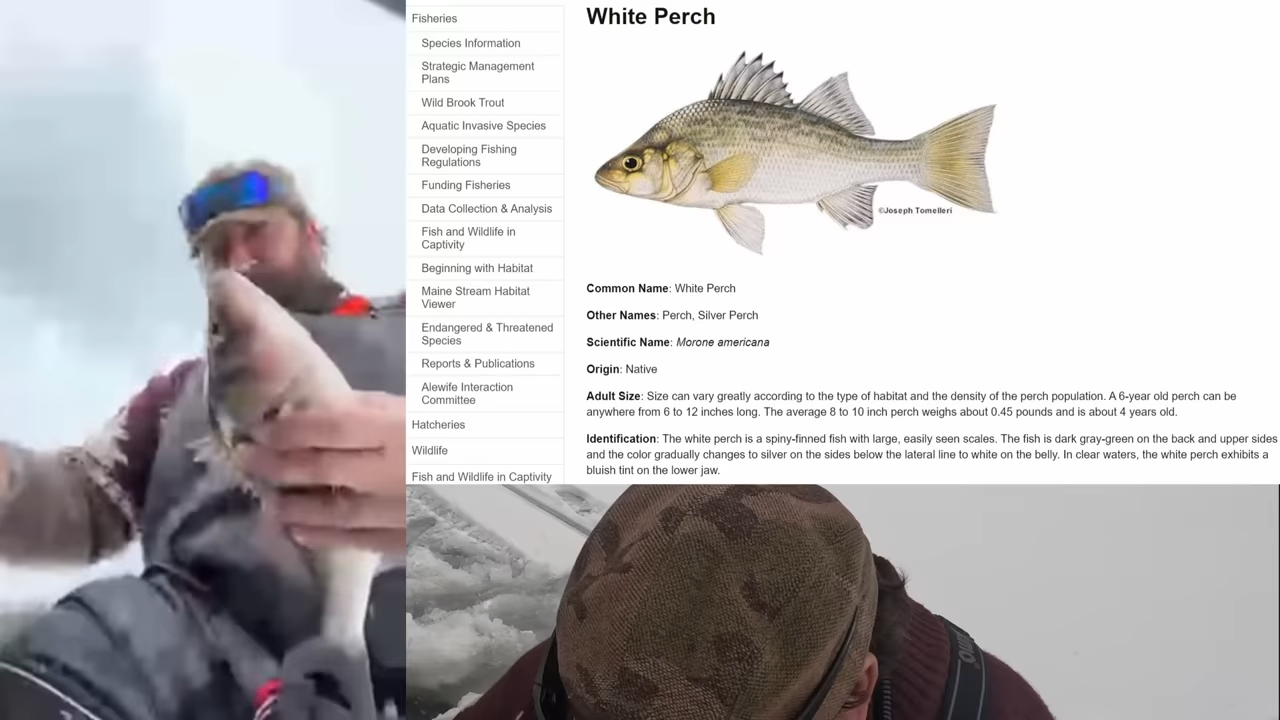 Fisheries
Species Information
Strategic Management
Plans
Wild Brook Trout
Aquatic Invasive Species
Developing Fishing
Regulations
Funding Fisheries
Data Collection & Analysis
Fish and Wildlife in
Captivity
Beginning with Habitat
Maine Stream Habitat
Viewer
Endangered & Threatened
Species
Reports & Publications
Alewife Interaction
Committee
Hatcheries
Wildlife
Fish and Wildlife in Captivity
White Perch
©Joseph Tomelleri
Common Name: White Perch
Other Names: Perch, Silver Perch
Scientific Name: Morone americana
Origin: Native
Adult Size: Size can vary greatly according to the type of habitat and the density of the perch population. A 6-year old perch can be
anywhere from 6 to 12 inches long. The average 8 to 10 inch perch weighs about 0.45 pounds and is about 4 years old.
Identification: The white perch is a spiny-finned fish with large, easily seen scales. The fish is dark gray-green on the back and upper sides
and the color gradually changes to silver on the sides below the lateral line to white on the belly. In clear waters, the white perch exhibits a
bluish tint on the lower jaw.